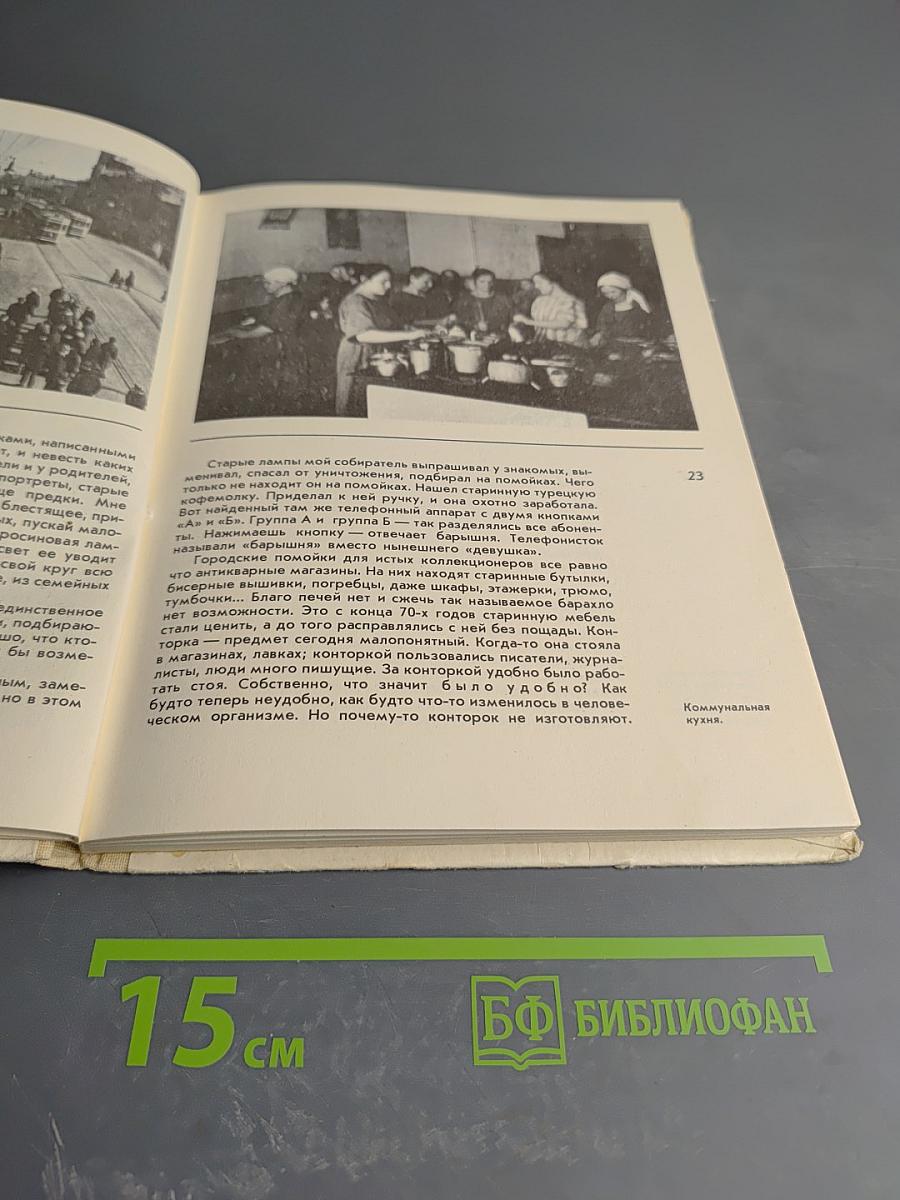 ками, написанными
т, и невесть каких
ели и у родителей,
портреты, старые
ще предки. Мне
блестящее, при-
ых, пускай мало-
росиновая лам-
свет ее уводит
свой круг всю
е, из семейных
единственное
и, подбираю-
шо, что кто-
бы возме-
ым, заме-
но в этом
Старые лампы мой собиратель выпрашивал у знакомых, вы-
менивал, спасал от уничтожения, подбирал на помойках. Чего
только не находит он на помойках. Нашел старинную турецкую
кофемолку. Приделал к ней ручку, и она охотно заработала.
Вот найденный там же телефонный аппарат с двумя кнопками
«А» и «Б». Группа А и группа Б — так разделялись все абонен-
ты. Нажимаешь кнопку — отвечает барышня. Телефонисток
называли «барышня» вместо нынешнего «девушка».
Городские помойки для истых коллекционеров все равно
что антикварные магазины. На них находят старинные бутылки,
бисерные вышивки, погребцы, даже шкафы, этажерки, трюмо,
тумбочки... Благо печей нет и сжечь так называемое барахло
нет возможности. Это с конца 70-х годов старинную мебель
стали ценить, а до того расправлялись с ней без пощады. Кон-
торка — предмет сегодня малопонятный. Когда-то она стояла
в магазинах, лавках; конторкой пользовались писатели, журна-
листы, люди много пишущие. За конторкой удобно было рабо-
тать стоя. Собственно, что значит было удобно? Как
будто теперь неудобно, как будто что-то изменилось в челове-
ческом организме. Но почему-то конторок не изготовляют.
23
Коммунальная
кухня.
15 см
БФ БИБЛИОФАН